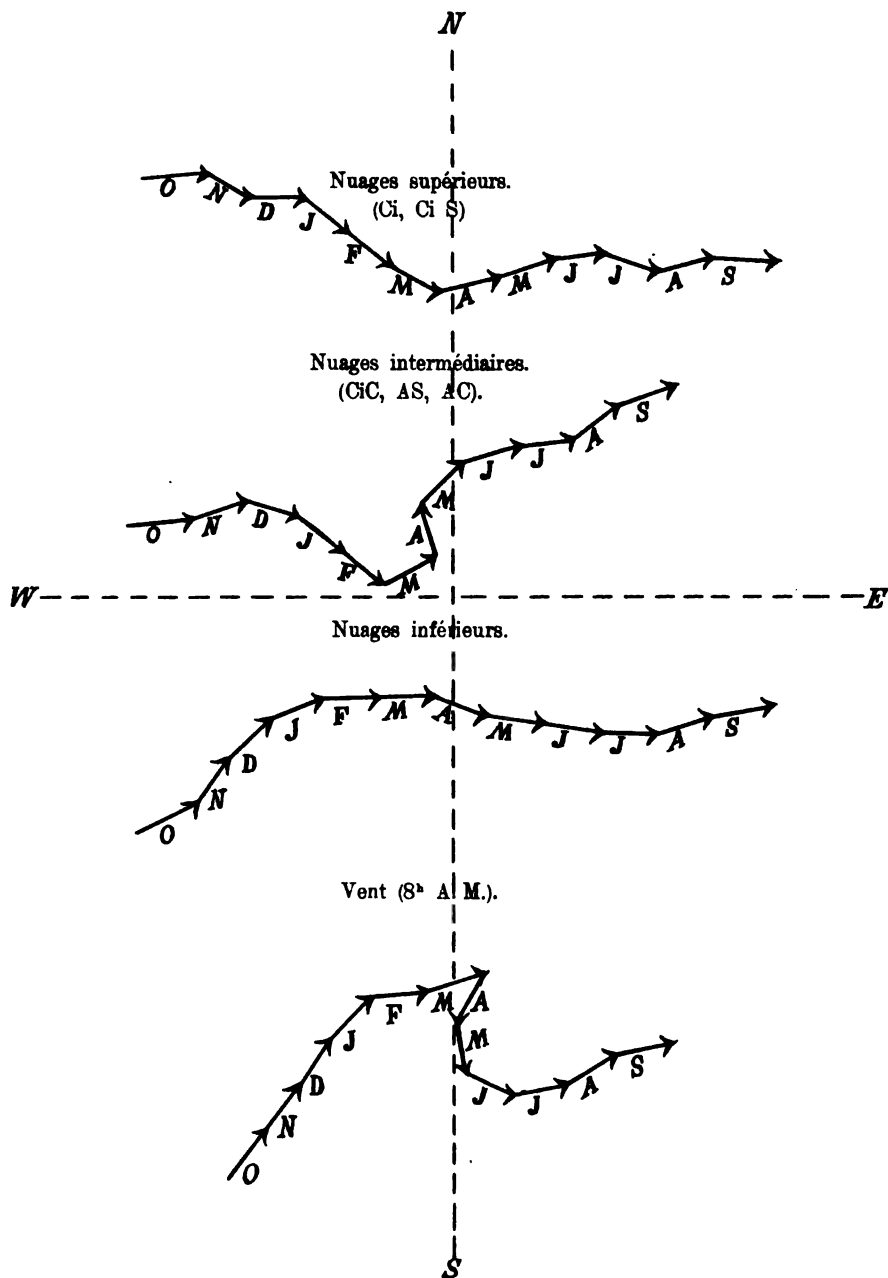 N
Nuages supérieurs.
(Ci, Ci S)
O N D J F M A M J J A S
Nuages intermédiaires.
(CiC, AS, AC).
O N D J F M A M J J A S
W E
Nuages inférieurs.
O N D J F M A M J J A S
Vent (8h A M.).
O N D J F M A M J J A S
S